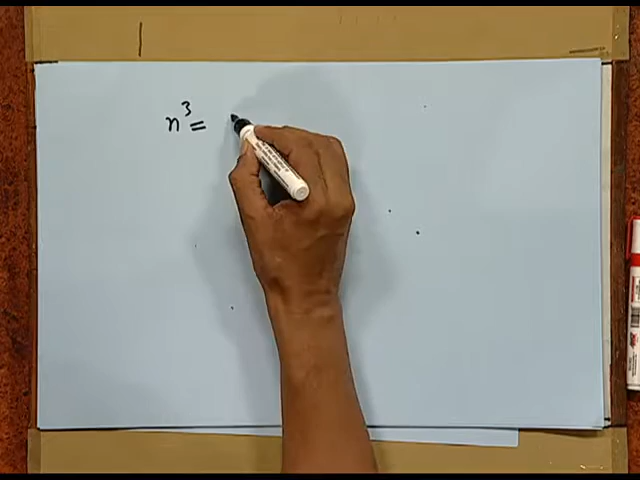 n³ =